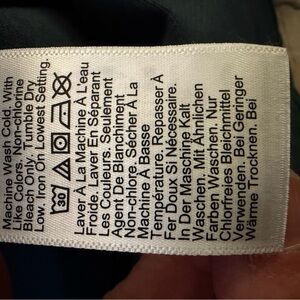 Machine Wash Cold. With
Like Colors. Non-chlorine
Bleach Only. Tumble Dry
Low. Iron Lowest Setting.
30
Laver À La Machine À L'eau
Froide, Laver En Séparant
Les Couleurs. Seulement
Agent De Blanchiment
Non-chlore. Sécher À La
Machine À Basse
Température. Repasser À
Fer Doux Si Nécessaire.
In Der Maschine Kalt
Waschen. Mit Ähnlichen
Farben Waschen. Nur
Chlorfreies Bleichmittel
Verwenden. Bei Geringer
Wärme Trocknen. Bei